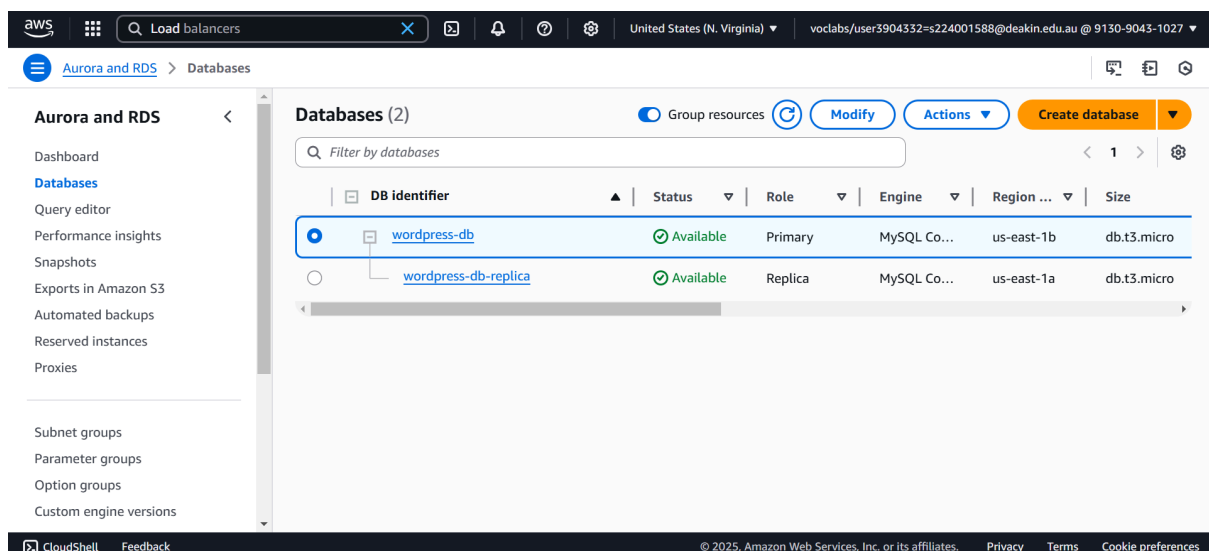 aws
Load balancers
United States (N. Virginia)
voclabs/user3904332=s224001588@deakin.edu.au @ 9130-9043-1027
Aurora and RDS > Databases
Aurora and RDS
Dashboard
Databases
Query editor
Performance insights
Snapshots
Exports in Amazon S3
Automated backups
Reserved instances
Proxies
Subnet groups
Parameter groups
Option groups
Custom engine versions
Databases (2)
Group resources
Modify
Actions
Create database
Filter by databases
1
DB identifier Status Role Engine Region ... Size
wordpress-db Available Primary MySQL Co... us-east-1b db.t3.micro
wordpress-db-replica Available Replica MySQL Co... us-east-1a db.t3.micro
CloudShell Feedback © 2025, Amazon Web Services, Inc. or its affiliates. Privacy Terms Cookie preferences